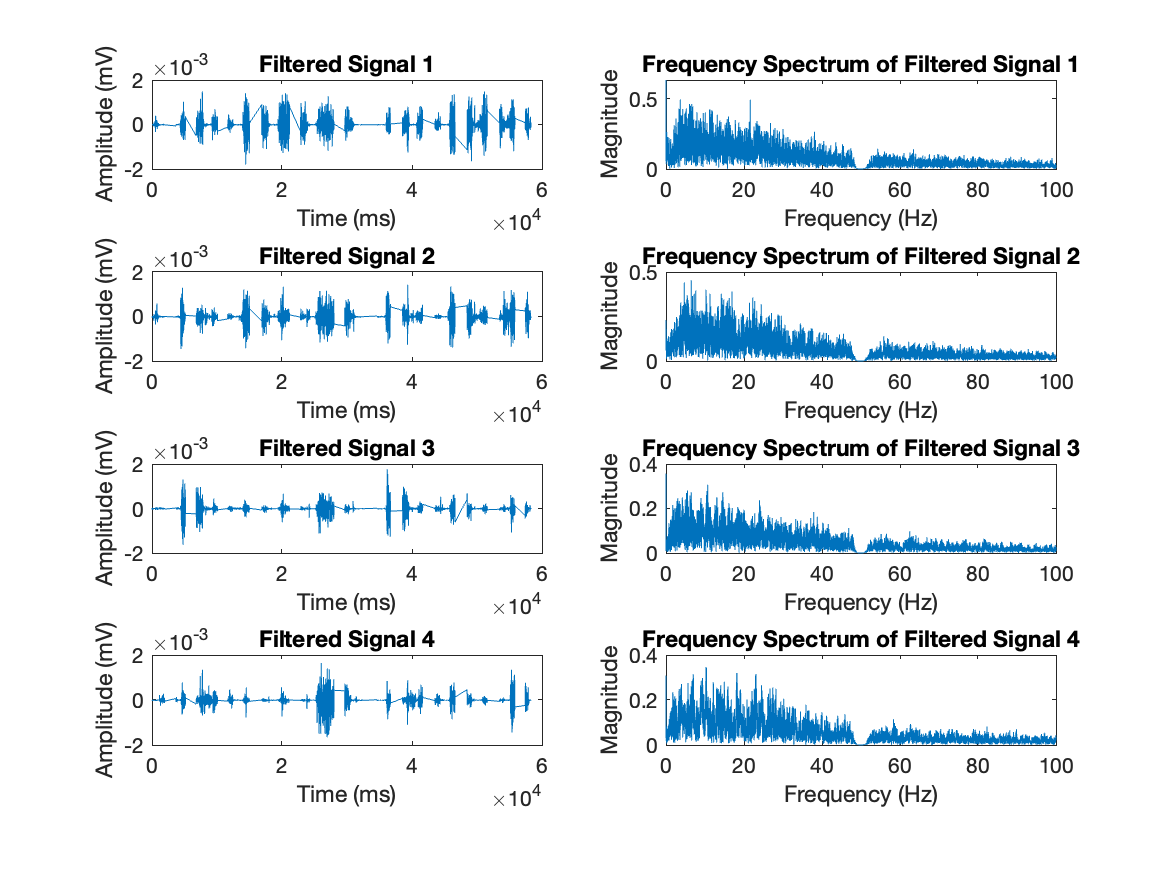 ×10-3
Filtered Signal 1
Amplitude (mV)
2
0
-2
0 2 4 6
Time (ms)
×104
Frequency Spectrum of Filtered Signal 1
Magnitude
0.5
0
0 20 40 60 80 100
Frequency (Hz)
×10-3
Filtered Signal 2
Amplitude (mV)
2
0
-2
0 2 4 6
Time (ms)
×104
Frequency Spectrum of Filtered Signal 2
Magnitude
0.5
0
0 20 40 60 80 100
Frequency (Hz)
×10-3
Filtered Signal 3
Amplitude (mV)
2
0
-2
0 2 4 6
Time (ms)
×104
Frequency Spectrum of Filtered Signal 3
Magnitude
0.4
0.2
0
0 20 40 60 80 100
Frequency (Hz)
×10-3
Filtered Signal 4
Amplitude (mV)
2
0
-2
0 2 4 6
Time (ms)
×104
Frequency Spectrum of Filtered Signal 4
Magnitude
0.4
0.2
0
0 20 40 60 80 100
Frequency (Hz)